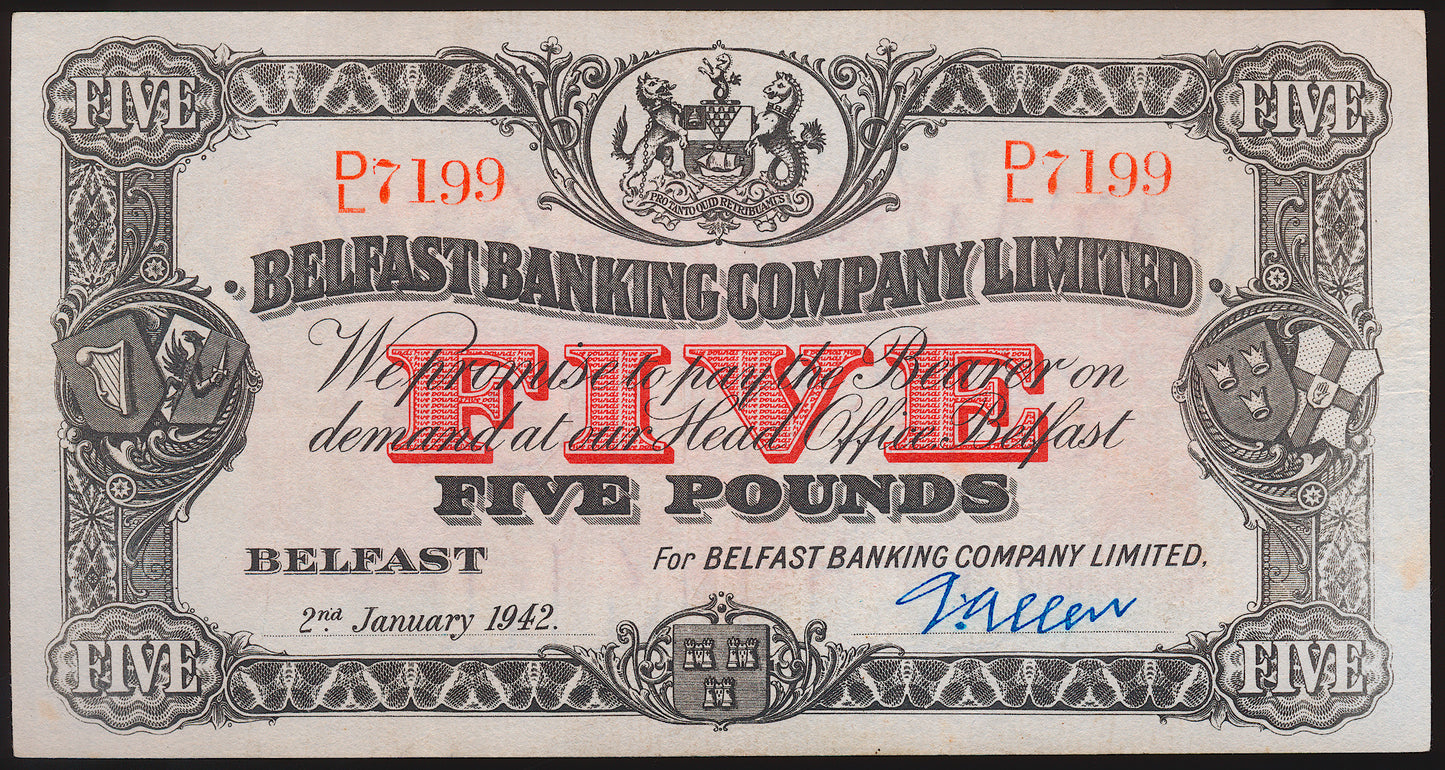 FIVE FIVE
D/L 7199 D/L 7199
PRO TANTO QUID RETRIBUAMUS
BELFAST BANKING COMPANY LIMITED
We promise to pay the Bearer on
demand at our Head Office Belfast
FIVE
FIVE POUNDS
BELFAST For BELFAST BANKING COMPANY LIMITED.
2nd January 1942.
FIVE FIVE